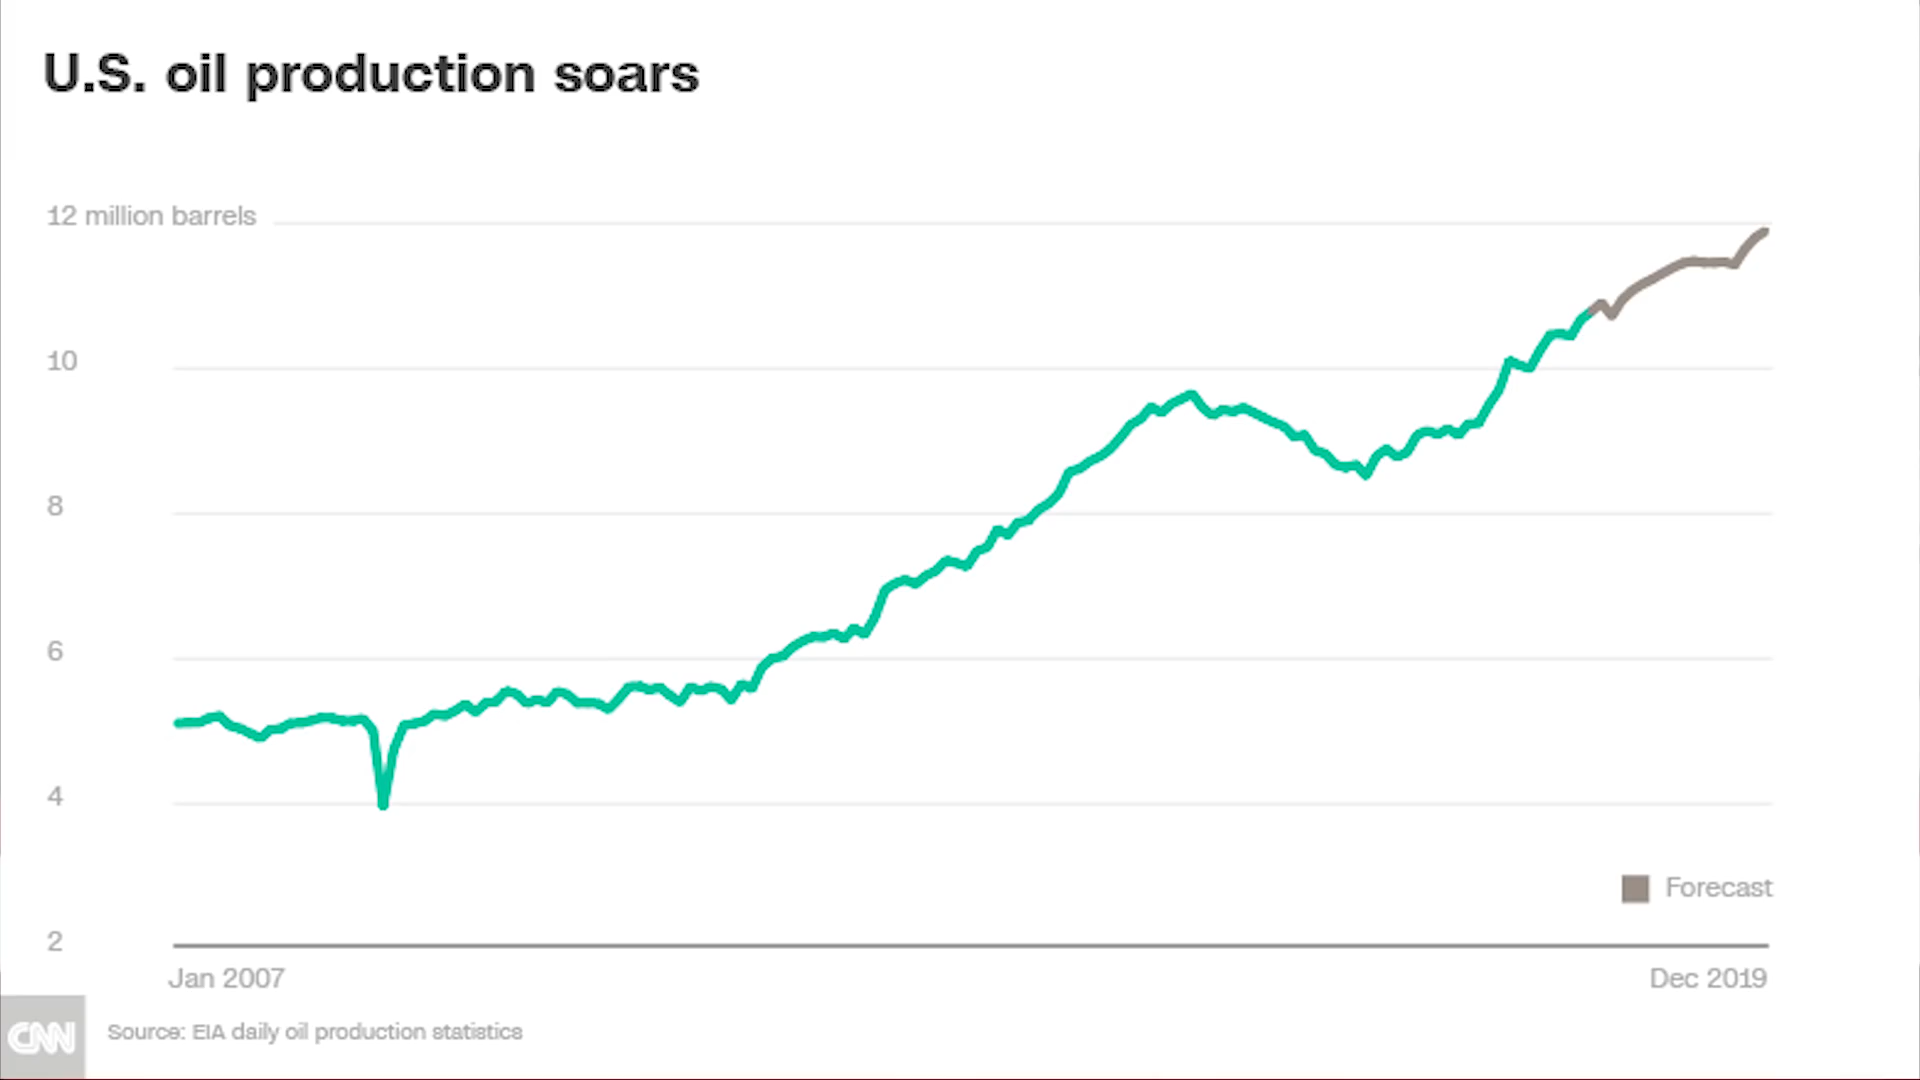 U.S. oil production soars
12 million barrels
10
8
6
4
Forecast
2
Jan 2007 Dec 2019
CNN
Source: EIA daily oil production statistics